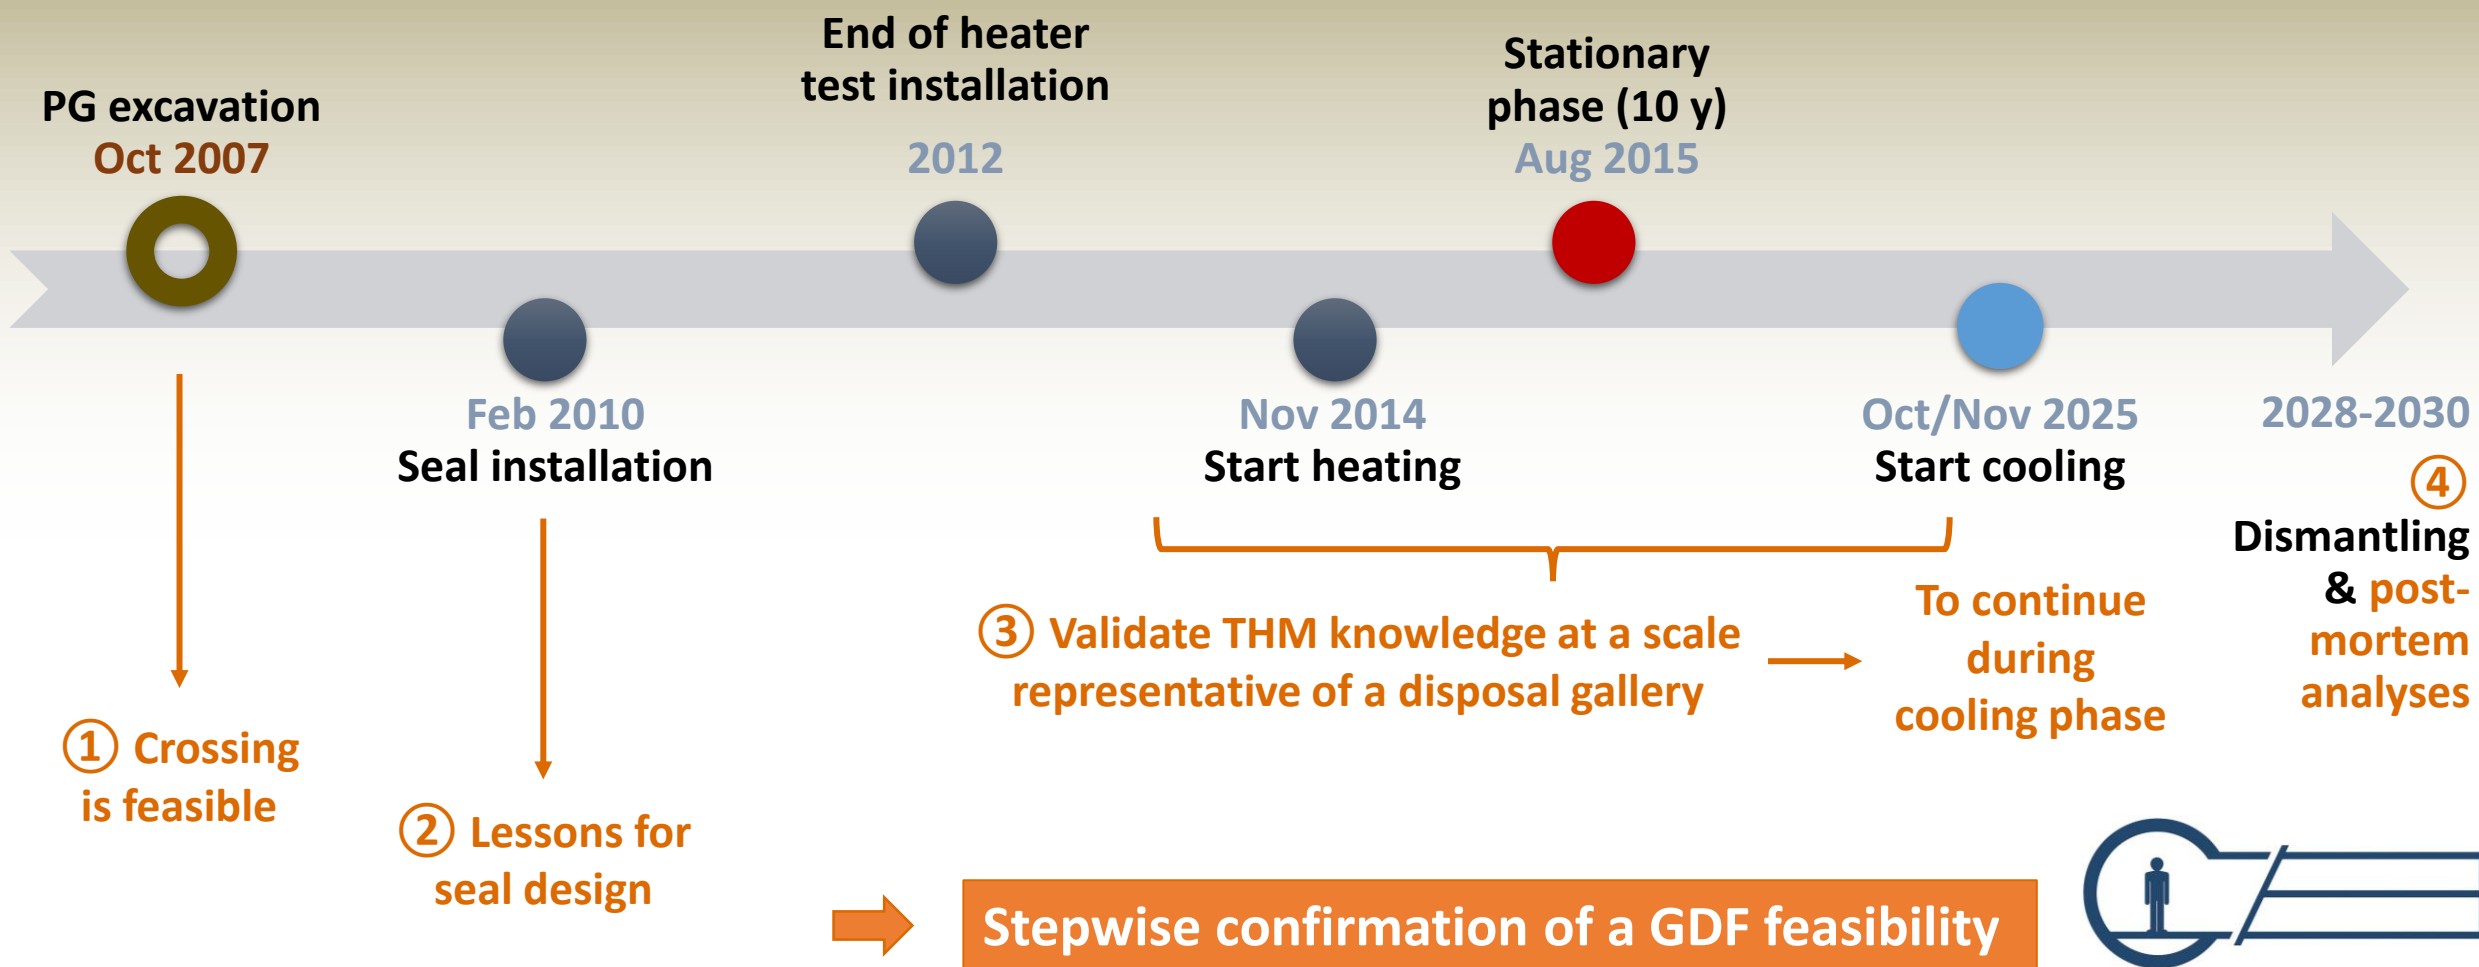 PG excavation
Oct 2007
End of heater
test installation
2012
Stationary
phase (10 y)
Aug 2015
Feb 2010
Seal installation
Nov 2014
Start heating
Oct/Nov 2025
Start cooling
2028-2030
④
Dismantling
& post-
mortem
analyses
① Crossing
is feasible
② Lessons for
seal design
③ Validate THM knowledge at a scale
representative of a disposal gallery
To continue
during
cooling phase
Stepwise confirmation of a GDF feasibility